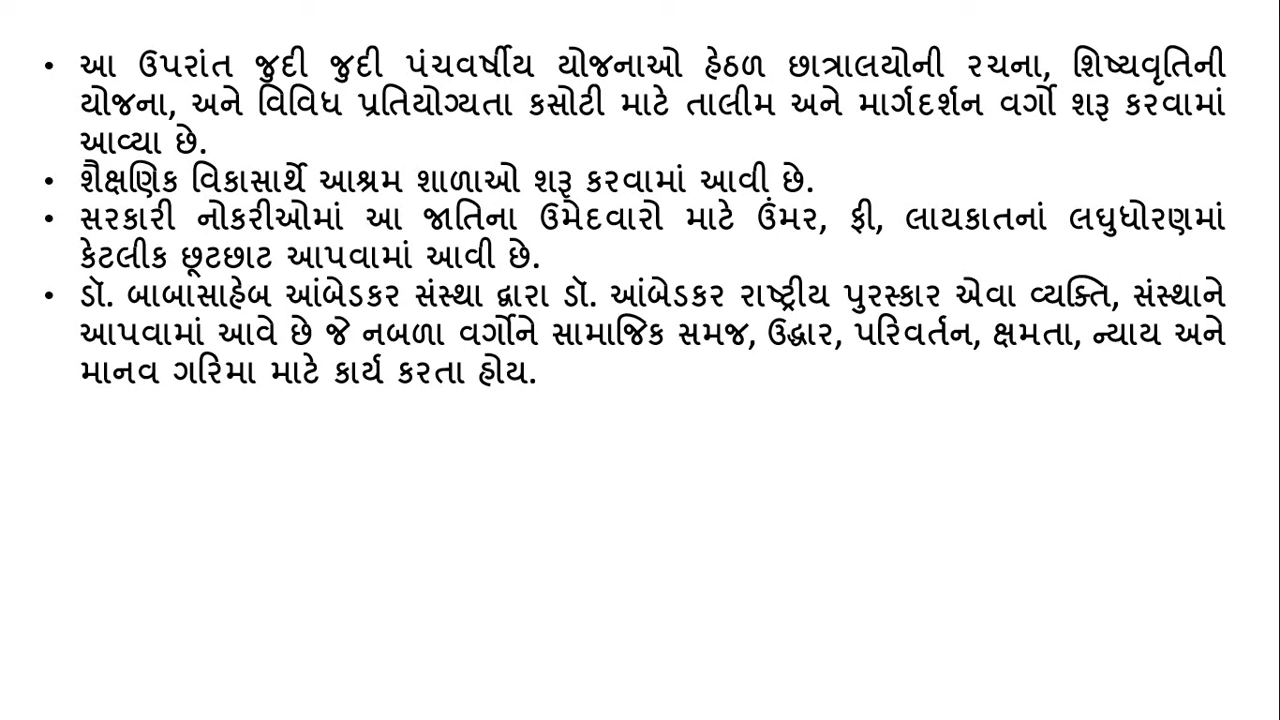 • આ ઉપરાંત જુદી જુદી પંચવર્ષીય યોજનાઓ હેઠળ છાત્રાલયોની રચના, શિષ્યવૃતિની
યોજના, અને વિવિધ પ્રતિયોગ્યતા કસોટી માટે તાલીમ અને માર્ગદર્શન વર્ગો શરૂ કરવામાં
આવ્યા છે.
• શૈક્ષણિક વિકાસાર્થે આશ્રમ શાળાઓ શરૂ કરવામાં આવી છે.
• સરકારી નોકરીઓમાં આ જાતિના ઉમેદવારો માટે ઉંમર, ફી, લાયકાતનાં લઘુધોરણમાં
કેટલીક છૂટછાટ આપવામાં આવી છે.
• ડૉ. બાબાસાહેબ આંબેડકર સંસ્થા દ્વારા ડૉ. આંબેડકર રાષ્ટ્રીય પુરસ્કાર એવા વ્યક્તિ, સંસ્થાને
આપવામાં આવે છે જે નબળા વર્ગોને સામાજિક સમજ, ઉદ્ધાર, પરિવર્તન, ક્ષમતા, ન્યાય અને
માનવ ગરિમા માટે કાર્ય કરતા હોય.